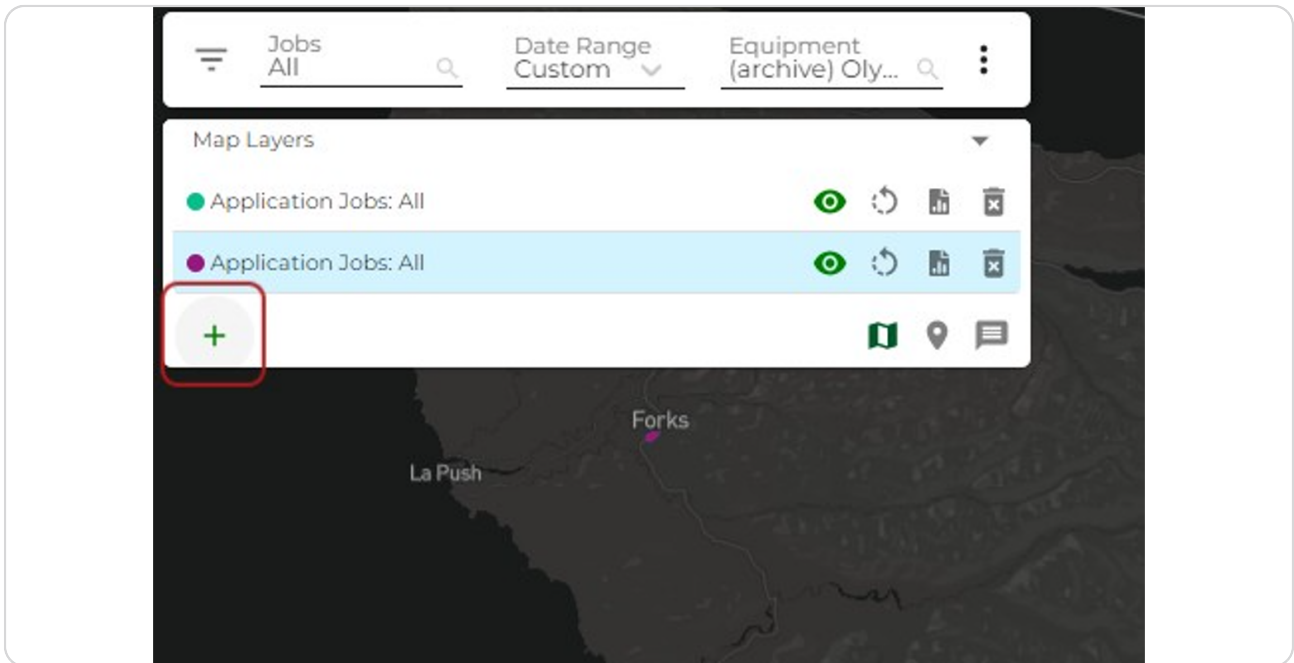 Jobs
All
Date Range
Custom
Equipment
(archive) Oly...
Map Layers
Application Jobs: All
Application Jobs: All
Forks
La Push